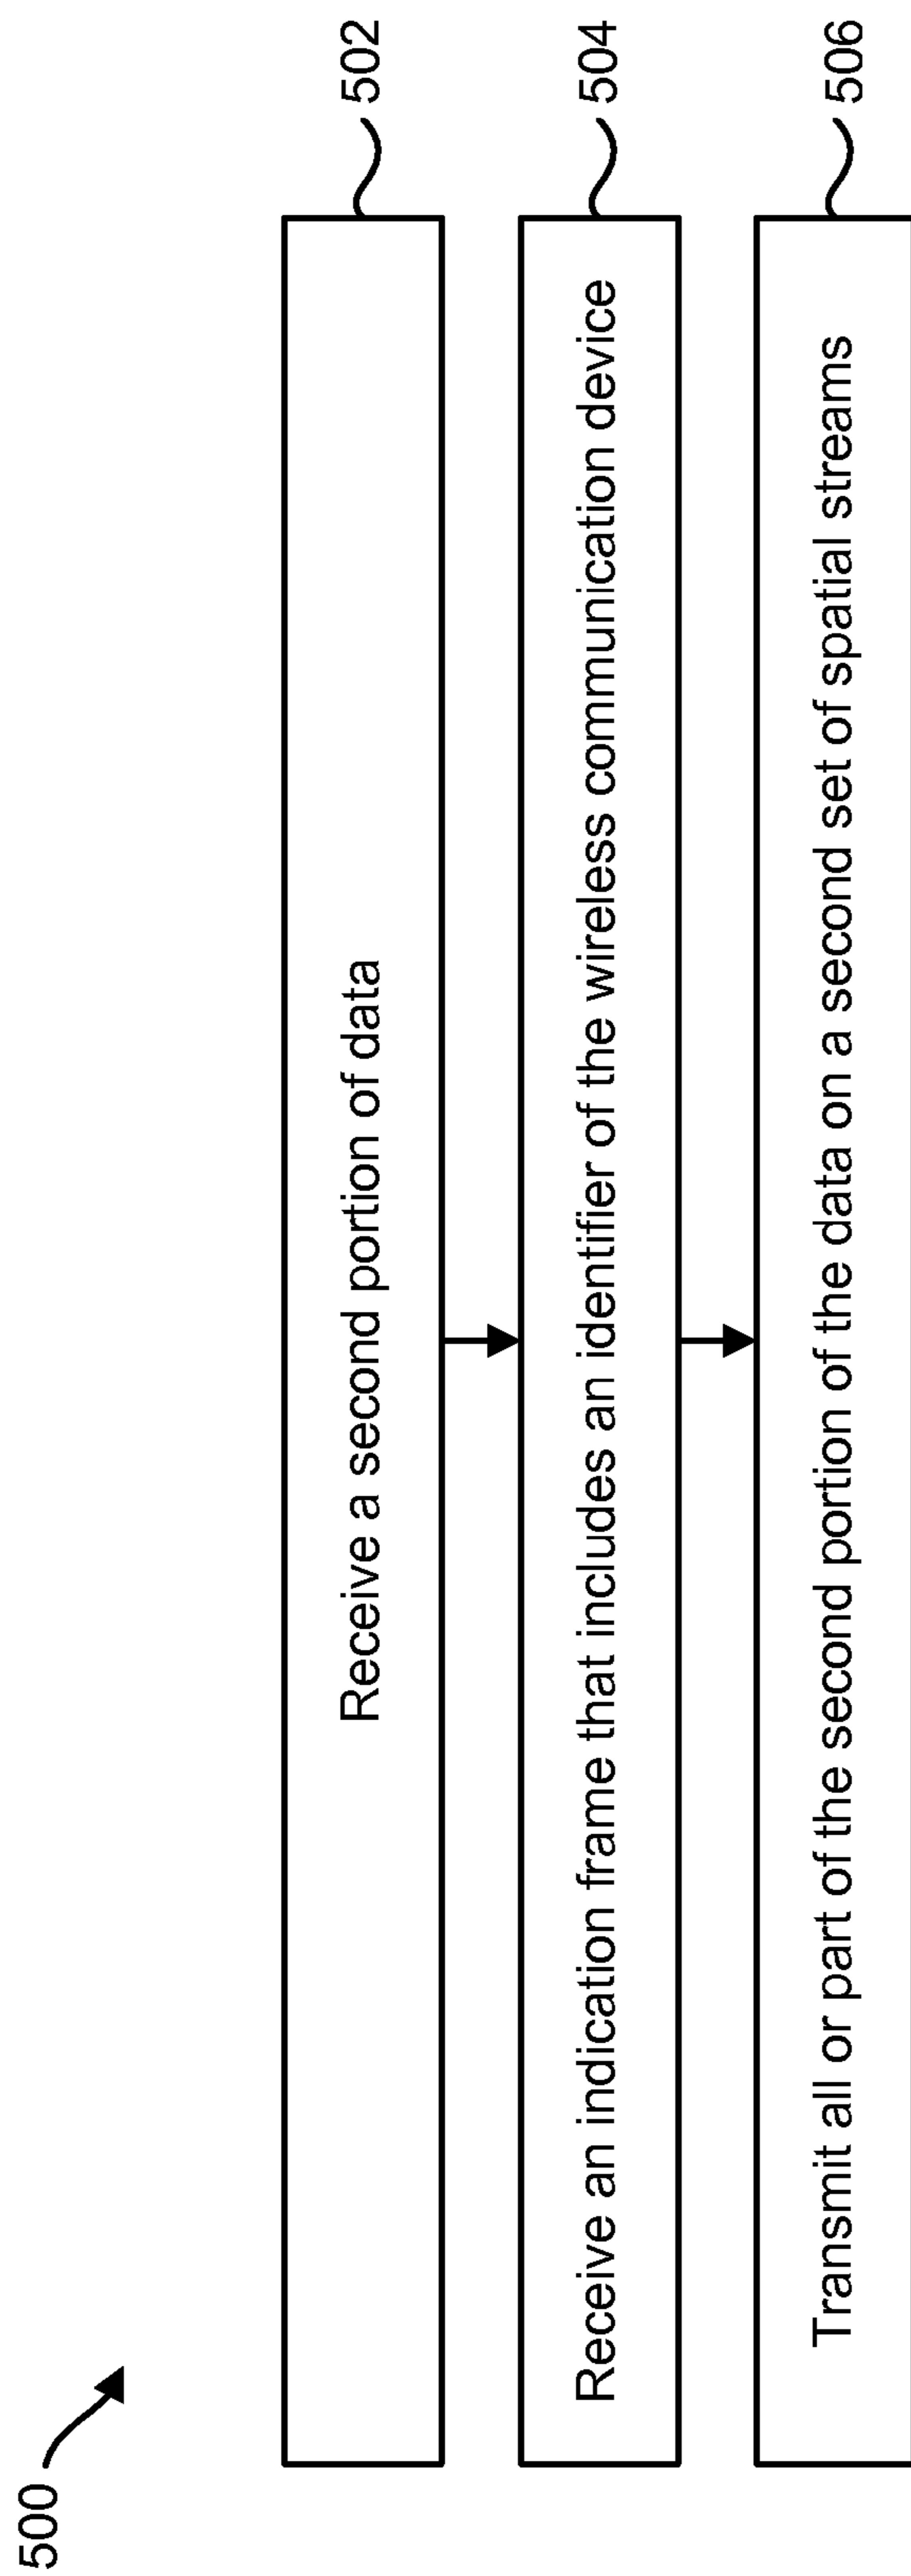 500
Receive a second portion of data
502
Receive an indication frame that includes an identifier of the wireless communication device
504
Transmit all or part of the second portion of the data on a second set of spatial streams
506